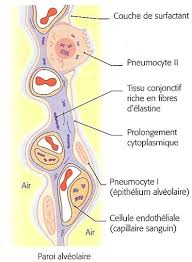 Couche de surfactant
Pneumocyte II
Tissu conjonctif
riche en fibres
d'élastine
Prolongement
cytoplasmique
Air
Air
Pneumocyte I
(épithélium alvéolaire)
Cellule endothéliale
(capillaire sanguin)
Paroi alvéolaire